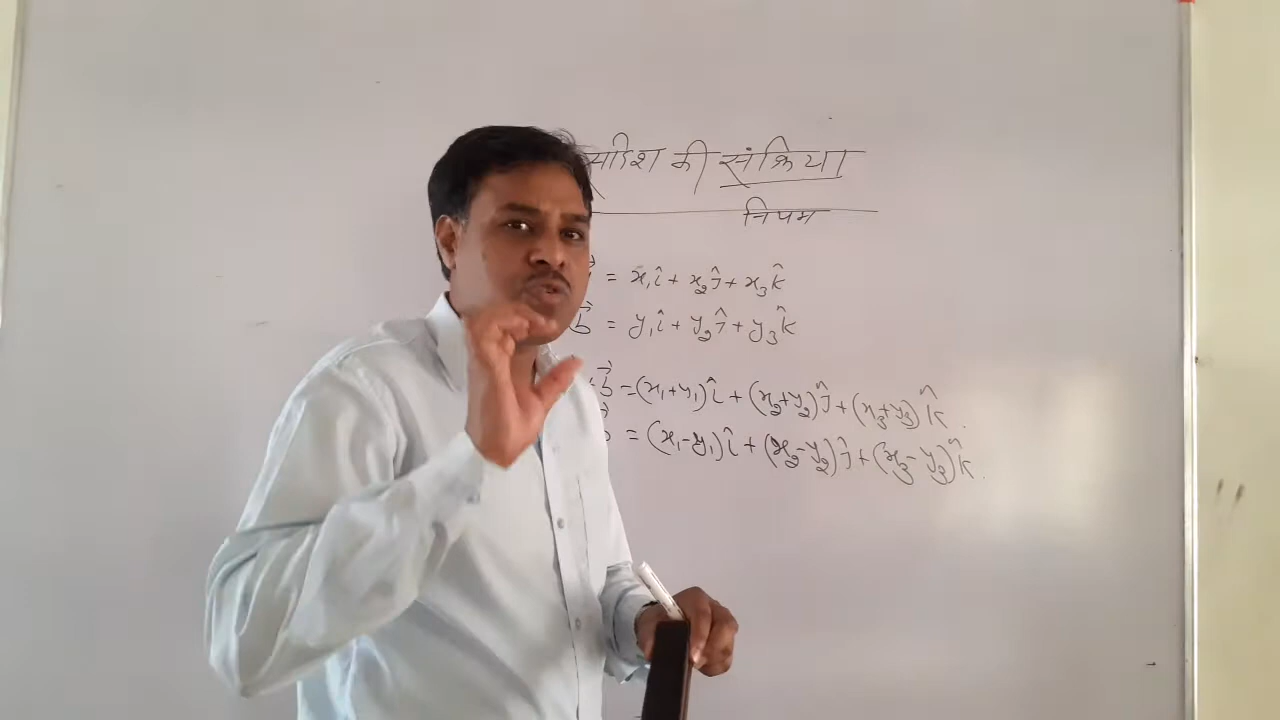 सदिश की संक्रिया
नियम
= x₁î + x₂ĵ + x₃k̂
b⃗ = y₁î + y₂ĵ + y₃k̂
+b⃗ = (x₁+y₁)î + (x₂+y₂)ĵ + (x₃+y₃)k̂.
= (x₁-y₁)î + (x₂-y₂)ĵ + (x₃-y₃)k̂.